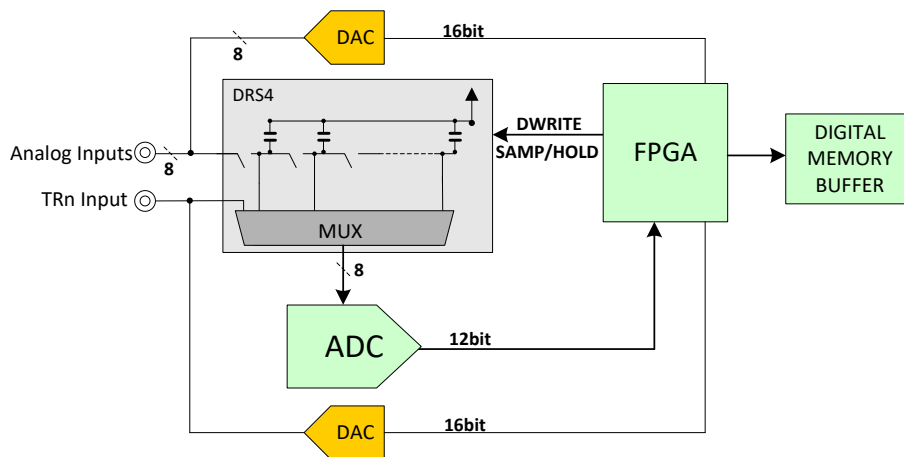 DAC
16bit
8
DRS4
DWRITE
SAMP/HOLD
FPGA
DIGITAL
MEMORY
BUFFER
Analog Inputs
8
TRn Input
MUX
8
ADC
12bit
DAC
16bit